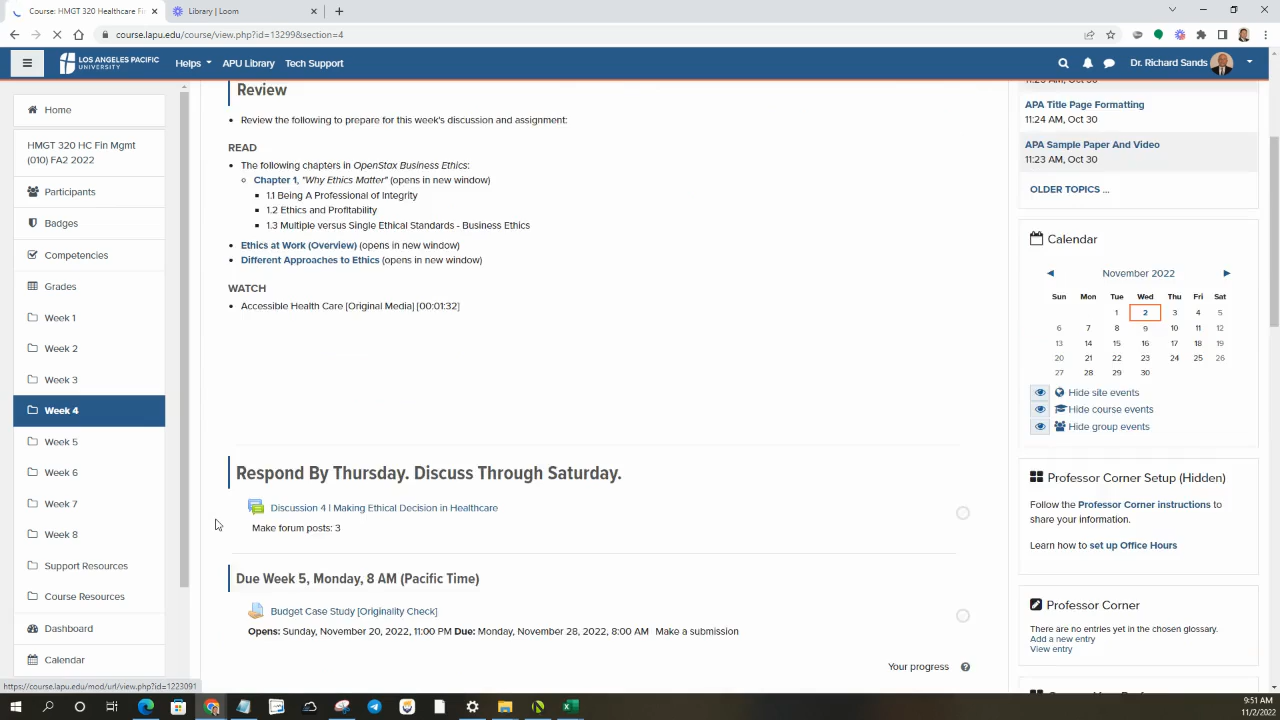 Course: HMGT 320 Healthcare Fi
Library | Loom
course.lapu.edu/course/view.php?id=13299&section=4
LOS ANGELES PACIFIC
UNIVERSITY
Helps
APU Library
Tech Support
Dr. Richard Sands
Home
HMGT 320 HC Fin Mgmt
(010) FA2 2022
Participants
Badges
Competencies
Grades
Week 1
Week 2
Week 3
Week 4
Week 5
Week 6
Week 7
Week 8
Support Resources
Course Resources
Dashboard
Calendar
Review
• Review the following to prepare for this week's discussion and assignment:
READ
• The following chapters in OpenStax Business Ethics:
Chapter 1, "Why Ethics Matter" (opens in new window)
1.1 Being A Professional of Integrity
1.2 Ethics and Profitability
1.3 Multiple versus Single Ethical Standards - Business Ethics
• Ethics at Work (Overview) (opens in new window)
• Different Approaches to Ethics (opens in new window)
WATCH
• Accessible Health Care [Original Media] [00:01:32]
Respond By Thursday. Discuss Through Saturday.
Discussion 4 | Making Ethical Decision in Healthcare
Make forum posts: 3
Due Week 5, Monday, 8 AM (Pacific Time)
Budget Case Study [Originality Check]
Opens: Sunday, November 20, 2022, 11:00 PM Due: Monday, November 28, 2022, 8:00 AM Make a submission
Your progress
APA Title Page Formatting
11:24 AM, Oct 30
APA Sample Paper And Video
11:23 AM, Oct 30
OLDER TOPICS ...
Calendar
November 2022
Sun Mon Tue Wed Thu Fri Sat
1 2 3 4 5
6 7 8 9 10 11 12
13 14 15 16 17 18 19
20 21 22 23 24 25 26
27 28 29 30
Hide site events
Hide course events
Hide group events
Professor Corner Setup (Hidden)
Follow the Professor Corner instructions to
share your information.
Learn how to set up Office Hours
Professor Corner
There are no entries yet in the chosen glossary.
Add a new entry
View entry
https://course.lapu.edu/mod/url/view.php?id=1223091
9:51 AM
11/2/2022